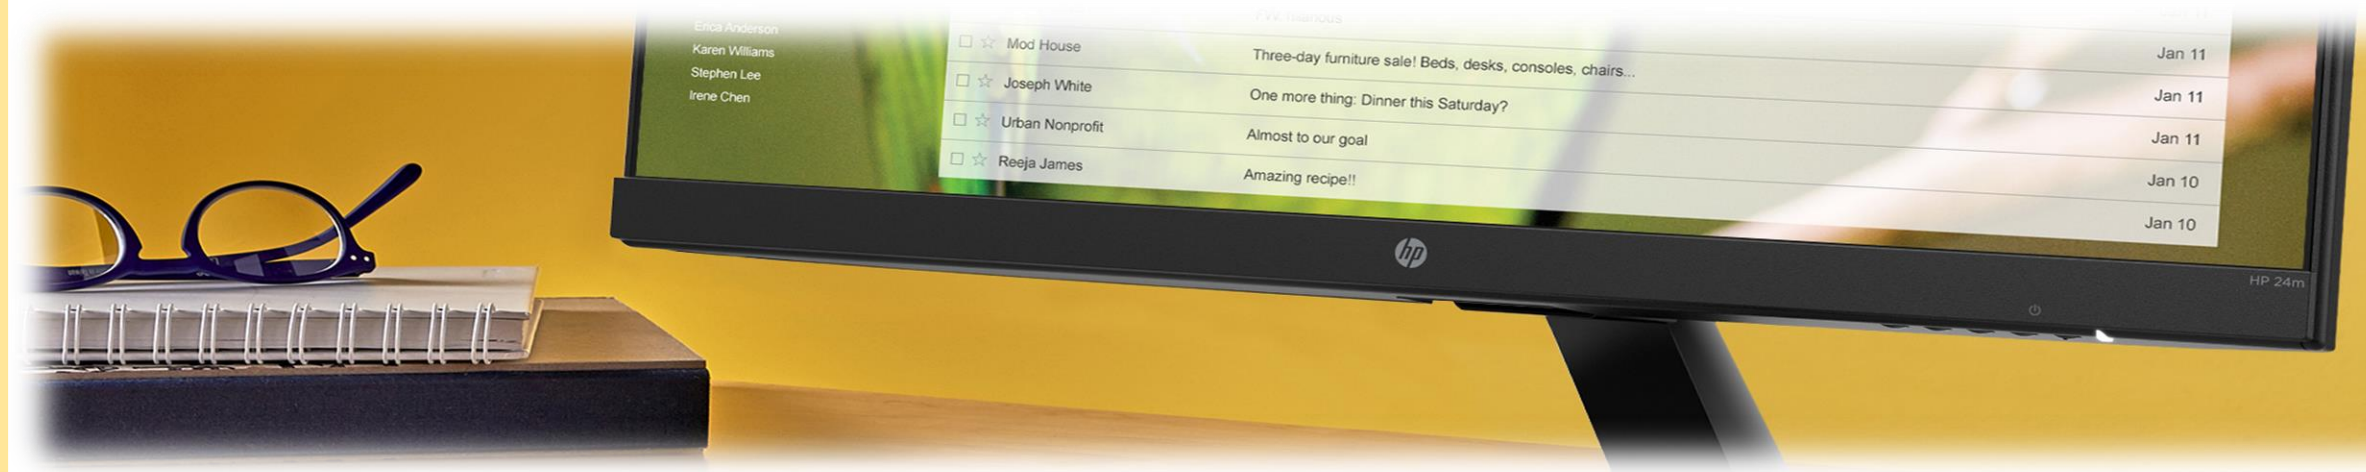 Erica Anderson
Karen Williams
Stephen Lee
Irene Chen
Mod House Three-day furniture sale! Beds, desks, consoles, chairs... Jan 11
Joseph White One more thing: Dinner this Saturday? Jan 11
Urban Nonprofit Almost to our goal Jan 11
Reeja James Amazing recipe!! Jan 10
Jan 10
hp
HP 24m